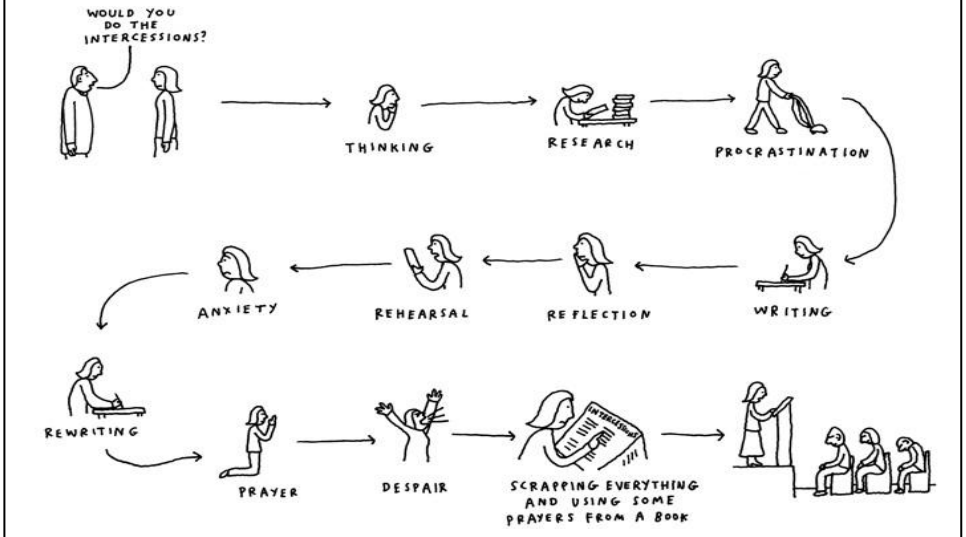 WOULD YOU
DO THE
INTERCESSIONS?
THINKING
RESEARCH
PROCRASTINATION
WRITING
REFLECTION
REHEARSAL
ANXIETY
REWRITING
PRAYER
DESPAIR
INTERCESSIONS
SCRAPPING EVERYTHING
AND USING SOME
PRAYERS FROM A BOOK